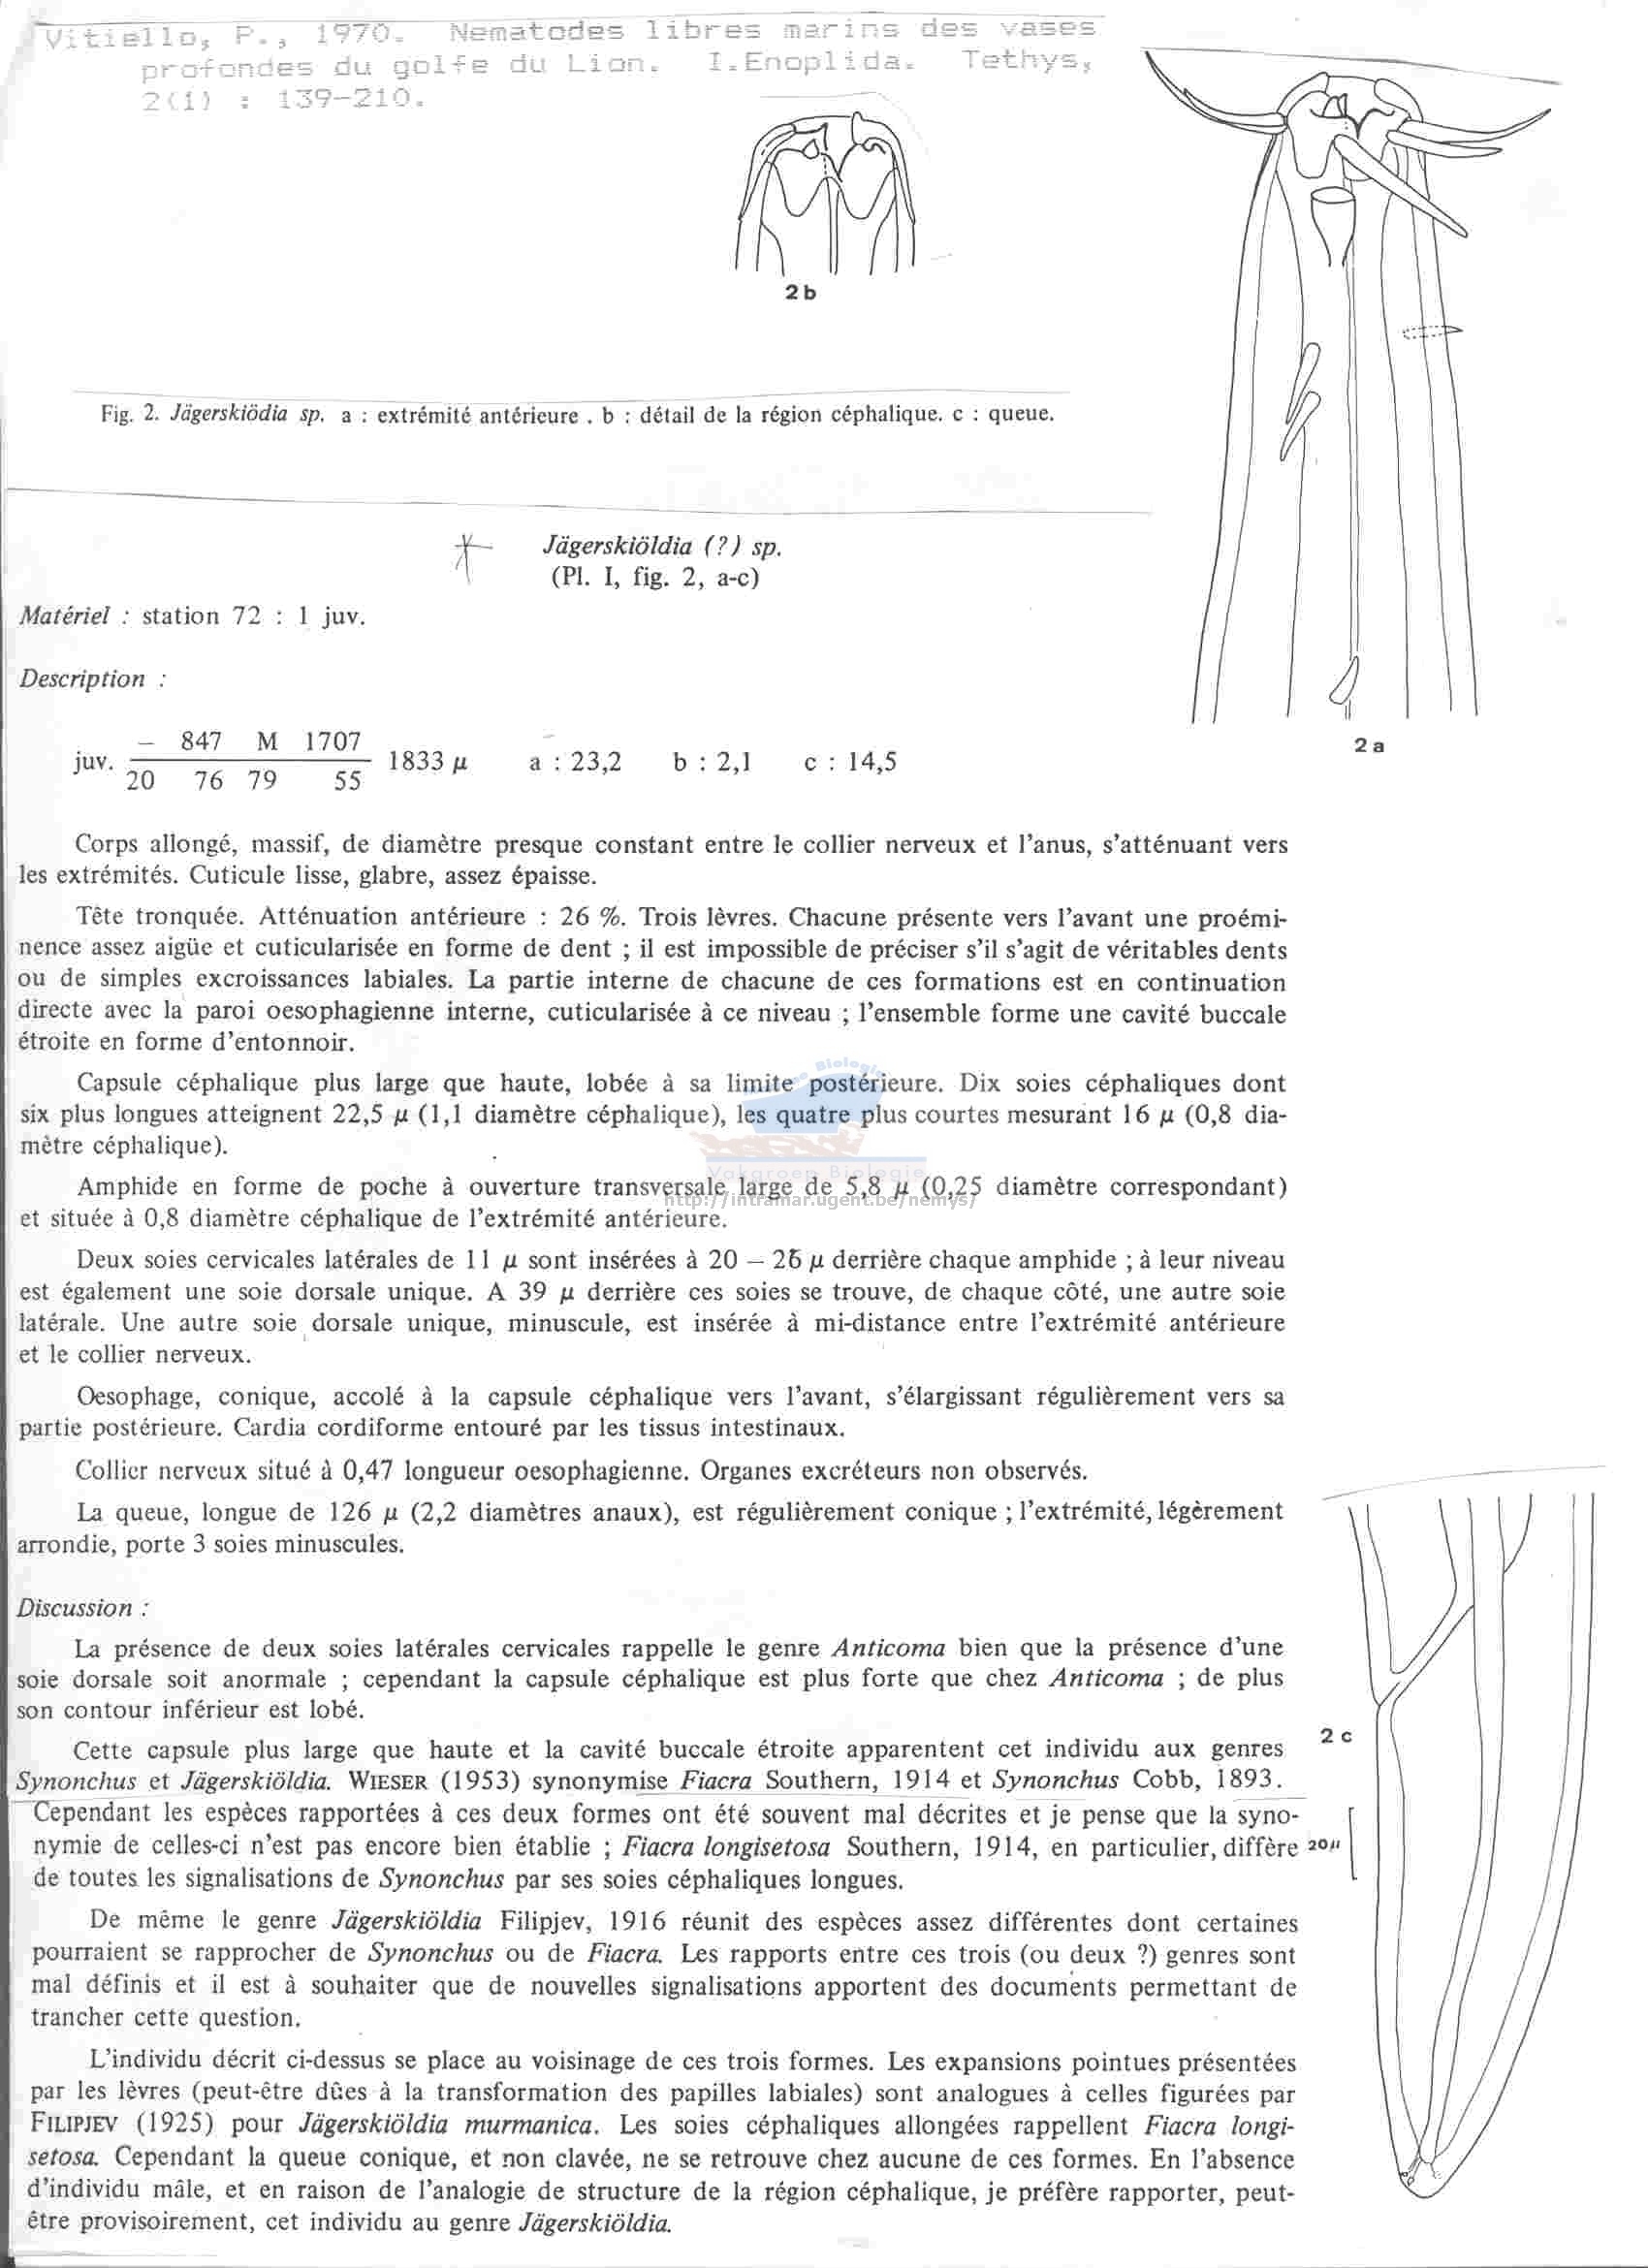 Vitiello, P., 1970. Nematodes libres marins des vases
profondes du golfe du Lion. I.Enoplida. Tethys,
2(1) : 139-210.
2 b
Fig. 2. Jägerskiödia sp. a : extrémité antérieure . b : détail de la région céphalique. c : queue.
Jägerskiöldia (?) sp.
(Pl. I, fig. 2, a-c)
Matériel : station 72 : 1 juv.
Description :
2 a
– 847 M 1707
juv. 1833 µ a : 23,2 b : 2,1 c : 14,5
20 76 79 55
Corps allongé, massif, de diamètre presque constant entre le collier nerveux et l'anus, s'atténuant vers
les extrémités. Cuticule lisse, glabre, assez épaisse.
Tête tronquée. Atténuation antérieure : 26 %. Trois lèvres. Chacune présente vers l'avant une proémi-
nence assez aigüe et cuticularisée en forme de dent ; il est impossible de préciser s'il s'agit de véritables dents
ou de simples excroissances labiales. La partie interne de chacune de ces formations est en continuation
directe avec la paroi oesophagienne interne, cuticularisée à ce niveau ; l'ensemble forme une cavité buccale
étroite en forme d'entonnoir.
Capsule céphalique plus large que haute, lobée à sa limite postérieure. Dix soies céphaliques dont
six plus longues atteignent 22,5 µ (1,1 diamètre céphalique), les quatre plus courtes mesurant 16 µ (0,8 dia-
mètre céphalique).
Vakgroep Biologie
Amphide en forme de poche à ouverture transversale large de 5,8 µ (0,25 diamètre correspondant)
http://intramar.ugent.be/nemys/
et située à 0,8 diamètre céphalique de l'extrémité antérieure.
Deux soies cervicales latérales de 11 µ sont insérées à 20 – 26 µ derrière chaque amphide ; à leur niveau
est également une soie dorsale unique. A 39 µ derrière ces soies se trouve, de chaque côté, une autre soie
latérale. Une autre soie dorsale unique, minuscule, est insérée à mi-distance entre l'extrémité antérieure
et le collier nerveux.
Oesophage, conique, accolé à la capsule céphalique vers l'avant, s'élargissant régulièrement vers sa
partie postérieure. Cardia cordiforme entouré par les tissus intestinaux.
Collier nerveux situé à 0,47 longueur oesophagienne. Organes excréteurs non observés.
La queue, longue de 126 µ (2,2 diamètres anaux), est régulièrement conique ; l'extrémité, légèrement
arrondie, porte 3 soies minuscules.
Discussion :
La présence de deux soies latérales cervicales rappelle le genre Anticoma bien que la présence d'une
soie dorsale soit anormale ; cependant la capsule céphalique est plus forte que chez Anticoma ; de plus
son contour inférieur est lobé.
2 c
Cette capsule plus large que haute et la cavité buccale étroite apparentent cet individu aux genres
Synonchus et Jägerskiöldia. WIESER (1953) synonymise Fiacra Southern, 1914 et Synonchus Cobb, 1893.
Cependant les espèces rapportées à ces deux formes ont été souvent mal décrites et je pense que la syno-
nymie de celles-ci n'est pas encore bien établie ; Fiacra longisetosa Southern, 1914, en particulier, diffère
20µ
de toutes les signalisations de Synonchus par ses soies céphaliques longues.
De même le genre Jägerskiöldia Filipjev, 1916 réunit des espèces assez différentes dont certaines
pourraient se rapprocher de Synonchus ou de Fiacra. Les rapports entre ces trois (ou deux ?) genres sont
mal définis et il est à souhaiter que de nouvelles signalisations apportent des documents permettant de
trancher cette question.
L'individu décrit ci-dessus se place au voisinage de ces trois formes. Les expansions pointues présentées
par les lèvres (peut-être dûes à la transformation des papilles labiales) sont analogues à celles figurées par
FILIPJEV (1925) pour Jägerskiöldia murmanica. Les soies céphaliques allongées rappellent Fiacra longi-
setosa. Cependant la queue conique, et non clavée, ne se retrouve chez aucune de ces formes. En l'absence
d'individu mâle, et en raison de l'analogie de structure de la région céphalique, je préfère rapporter, peut-
être provisoirement, cet individu au genre Jägerskiöldia.